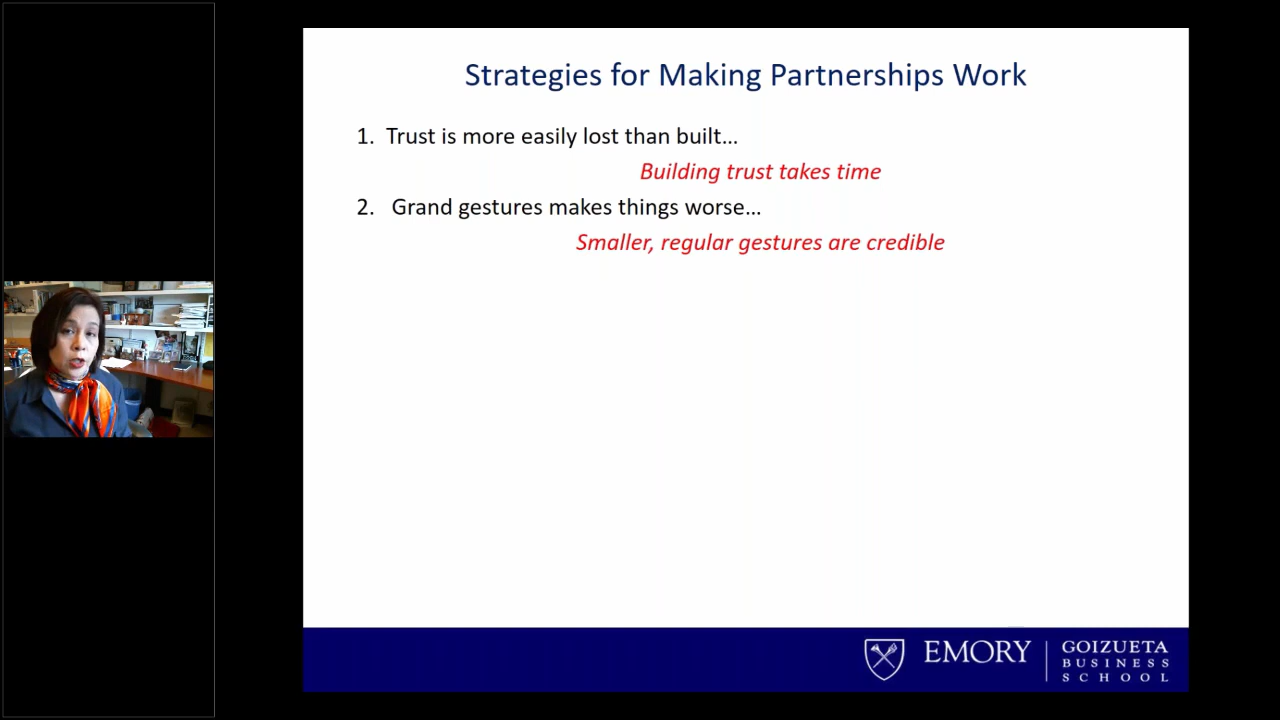 Strategies for Making Partnerships Work
1. Trust is more easily lost than built...
Building trust takes time
2. Grand gestures makes things worse...
Smaller, regular gestures are credible
EMORY
GOIZUETA
BUSINESS
SCHOOL